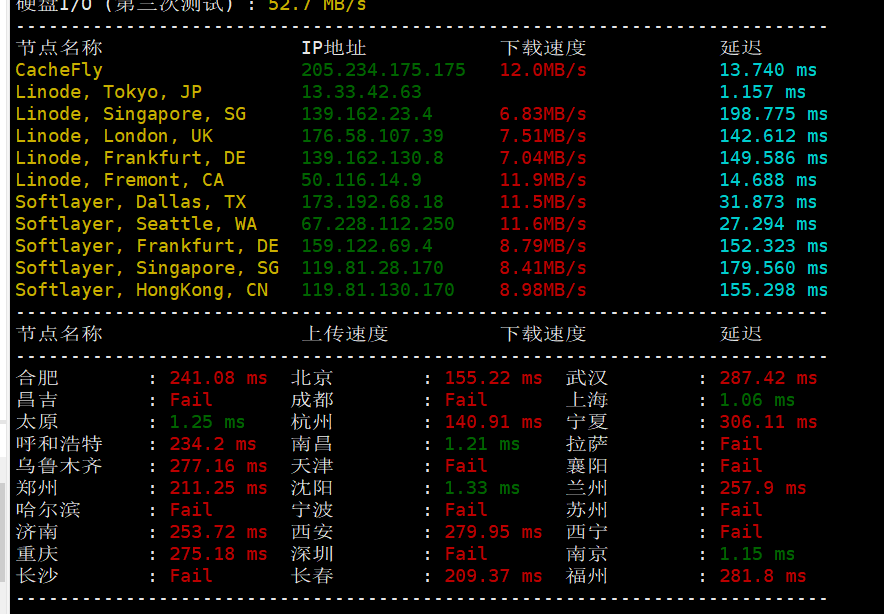 硬盘I/O (第三次测试) : 52.7 MB/s
----------------------------------------------------------------------
节点名称 IP地址 下载速度 延迟
CacheFly 205.234.175.175 12.0MB/s 13.740 ms
Linode, Tokyo, JP 13.33.42.63 1.157 ms
Linode, Singapore, SG 139.162.23.4 6.83MB/s 198.775 ms
Linode, London, UK 176.58.107.39 7.51MB/s 142.612 ms
Linode, Frankfurt, DE 139.162.130.8 7.04MB/s 149.586 ms
Linode, Fremont, CA 50.116.14.9 11.9MB/s 14.688 ms
Softlayer, Dallas, TX 173.192.68.18 11.5MB/s 31.873 ms
Softlayer, Seattle, WA 67.228.112.250 11.6MB/s 27.294 ms
Softlayer, Frankfurt, DE 159.122.69.4 8.79MB/s 152.323 ms
Softlayer, Singapore, SG 119.81.28.170 8.41MB/s 179.560 ms
Softlayer, HongKong, CN 119.81.130.170 8.98MB/s 155.298 ms
----------------------------------------------------------------------
节点名称 上传速度 下载速度 延迟
----------------------------------------------------------------------
合肥 : 241.08 ms 北京 : 155.22 ms 武汉 : 287.42 ms
昌吉 : Fail 成都 : Fail 上海 : 1.06 ms
太原 : 1.25 ms 杭州 : 140.91 ms 宁夏 : 306.11 ms
呼和浩特 : 234.2 ms 南昌 : 1.21 ms 拉萨 : Fail
乌鲁木齐 : 277.16 ms 天津 : Fail 襄阳 : Fail
郑州 : 211.25 ms 沈阳 : 1.33 ms 兰州 : 257.9 ms
哈尔滨 : Fail 宁波 : Fail 苏州 : Fail
济南 : 253.72 ms 西安 : 279.95 ms 西宁 : Fail
重庆 : 275.18 ms 深圳 : Fail 南京 : 1.15 ms
长沙 : Fail 长春 : 209.37 ms 福州 : 281.8 ms
----------------------------------------------------------------------